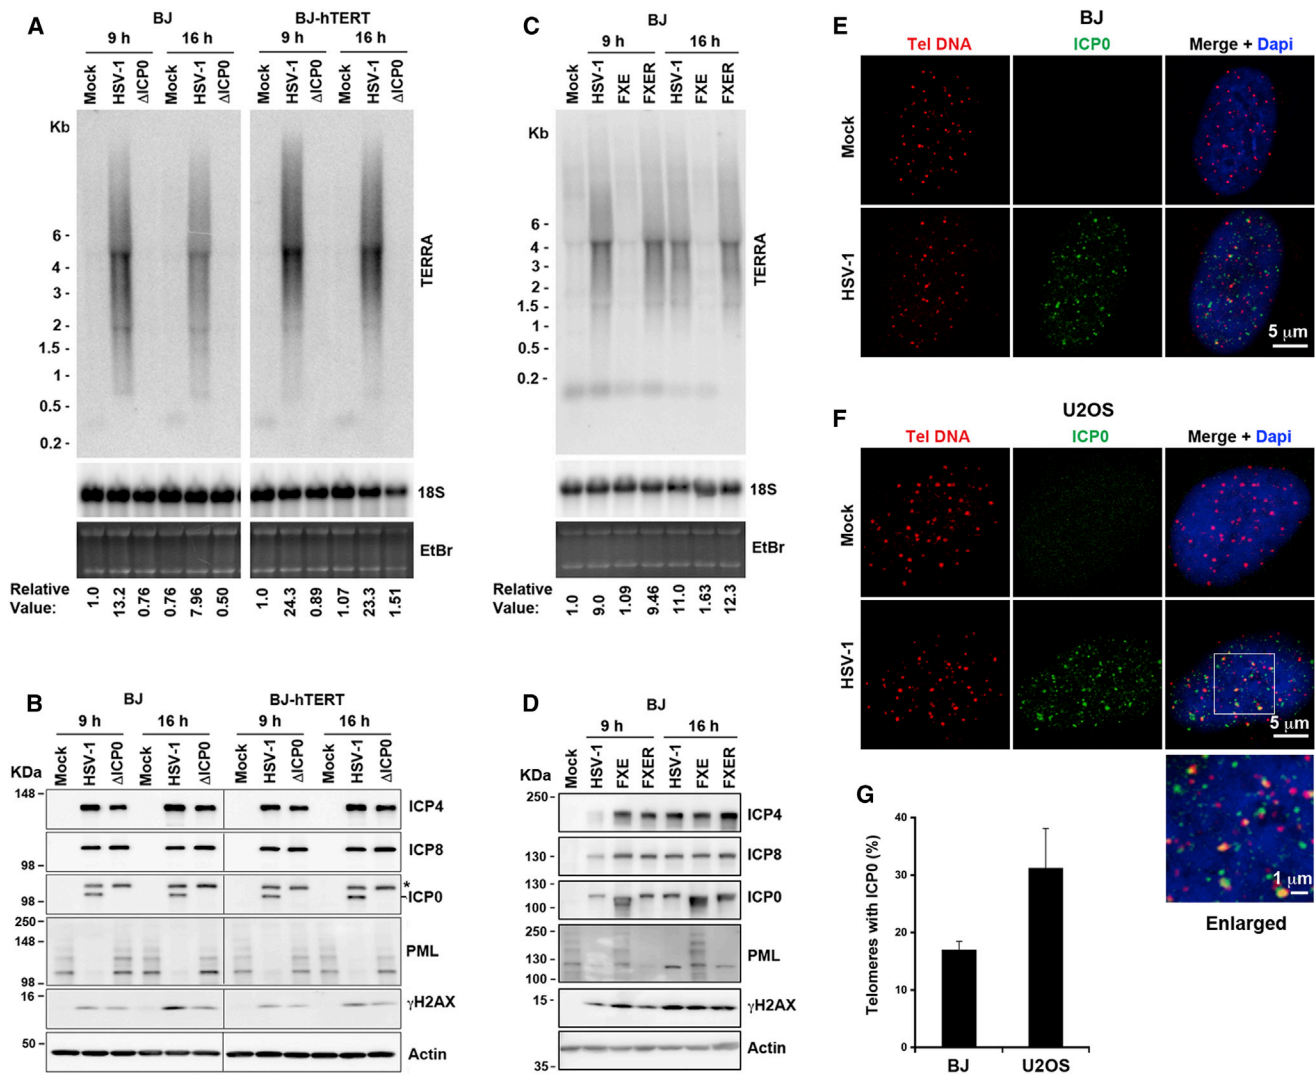 A
BJ
BJ-hTERT
9 h
16 h
9 h
16 h
Mock
HSV-1
ΔICP0
Mock
HSV-1
ΔICP0
Mock
HSV-1
ΔICP0
Mock
HSV-1
ΔICP0
Kb
6 -
4 -
3 -
2 -
1.5 -
1 -
0.5 -
0.2 -
TERRA
18S
EtBr
Relative Value:
1.0
13.2
0.76
0.76
7.96
0.50
1.0
24.3
0.89
1.07
23.3
1.51
B
BJ
BJ-hTERT
9 h
16 h
9 h
16 h
Mock
HSV-1
ΔICP0
Mock
HSV-1
ΔICP0
Mock
HSV-1
ΔICP0
Mock
HSV-1
ΔICP0
KDa
148 -
ICP4
ICP8
98 -
*
98 -
-ICP0
250 -
148 -
PML
98 -
16 -
γH2AX
50 -
Actin
C
BJ
9 h
16 h
Mock
HSV-1
FXE
FXER
HSV-1
FXE
FXER
Kb
6 -
4 -
3 -
2 -
1.5 -
1 -
0.5 -
0.2 -
TERRA
18S
EtBr
Relative Value:
1.0
9.0
1.09
9.46
11.0
1.63
12.3
D
BJ
9 h
16 h
Mock
HSV-1
FXE
FXER
HSV-1
FXE
FXER
KDa
250 -
ICP4
130 -
ICP8
130 -
100 -
ICP0
250 -
130 -
100 -
PML
15 -
γH2AX
Actin
35 -
E
BJ
Tel DNA
ICP0
Merge + Dapi
Mock
HSV-1
5 μm
F
U2OS
Tel DNA
ICP0
Merge + Dapi
Mock
HSV-1
5 μm
1 μm
Enlarged
G
Telomeres with ICP0 (%)
40
30
20
10
0
BJ
U2OS